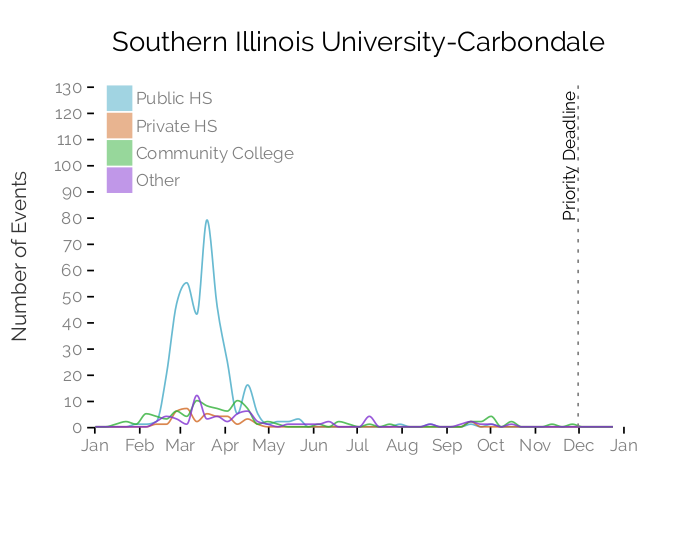 Southern Illinois University-Carbondale
130
120
110
100
90
80
70
60
50
40
30
20
10
0
Number of Events
Public HS
Private HS
Community College
Other
Priority Deadline
Jan Feb Mar Apr May Jun Jul Aug Sep Oct Nov Dec Jan